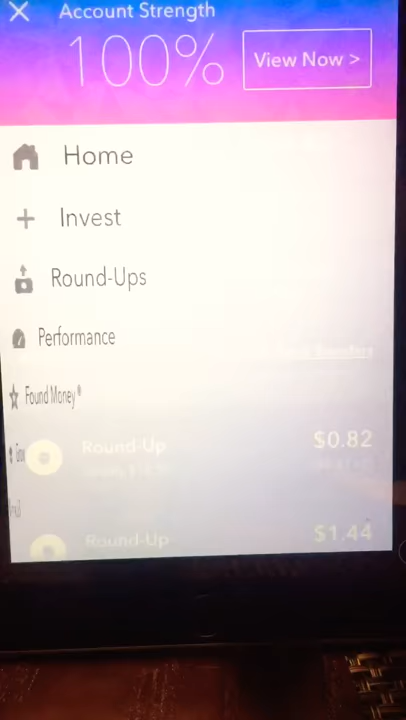 Account Strength
100%
View Now >
Home
Invest
Round-Ups
Performance
Found Money®
Round-Up
$0.82
Round-Up
$1.44